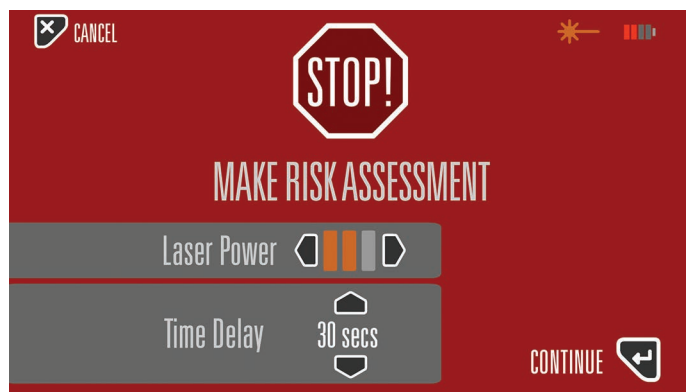 CANCEL
STOP!
MAKE RISK ASSESSMENT
Laser Power
Time Delay
30 secs
CONTINUE